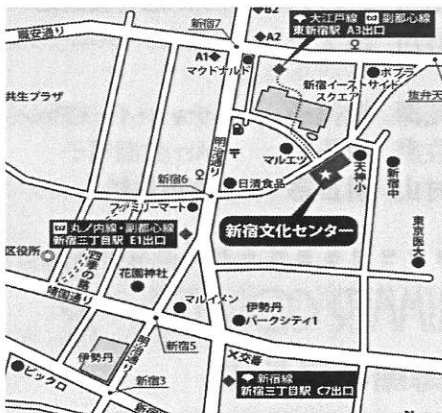 B2
大江戸線 副都心線
東新宿駅 A3出口
新宿7
職安通り
A2
A1
マクドナルド
ポプラ
新宿イーストサイド
スクエア
抜弁天
共生プラザ
明治通り
マルエツ
日清食品
天神小
新宿中
新宿6
ファミリーマート
新宿文化センター
東京医大
丸ノ内線・副都心線
新宿三丁目駅 E1出口
区役所
四季の路
花園神社
靖国通り
マルイメン
伊勢丹
パークシティ1
伊勢丹
明治通り
新宿5
交番
ビックロ
新宿3
新宿線
新宿三丁目駅 C7出口